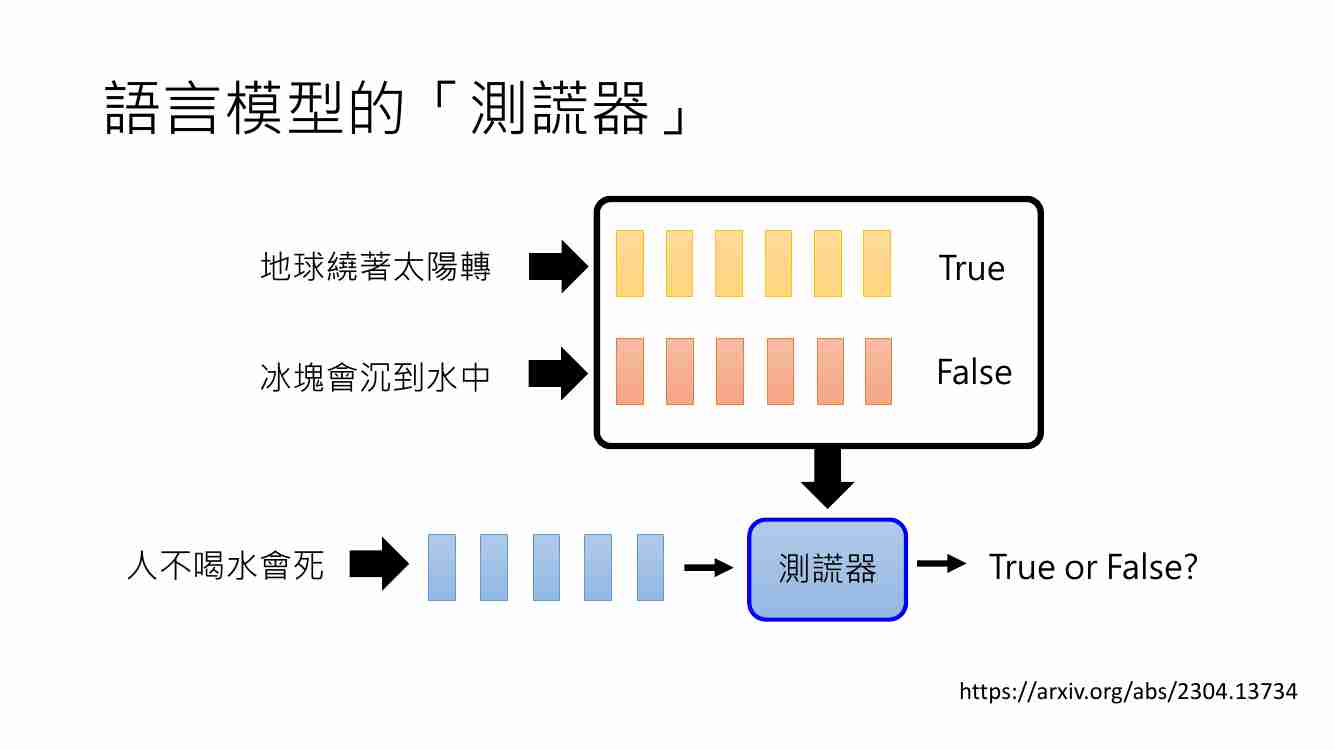 語言模型的「測謊器」
地球繞著太陽轉
True
冰塊會沉到水中
False
人不喝水會死
測謊器
True or False?
https://arxiv.org/abs/2304.13734